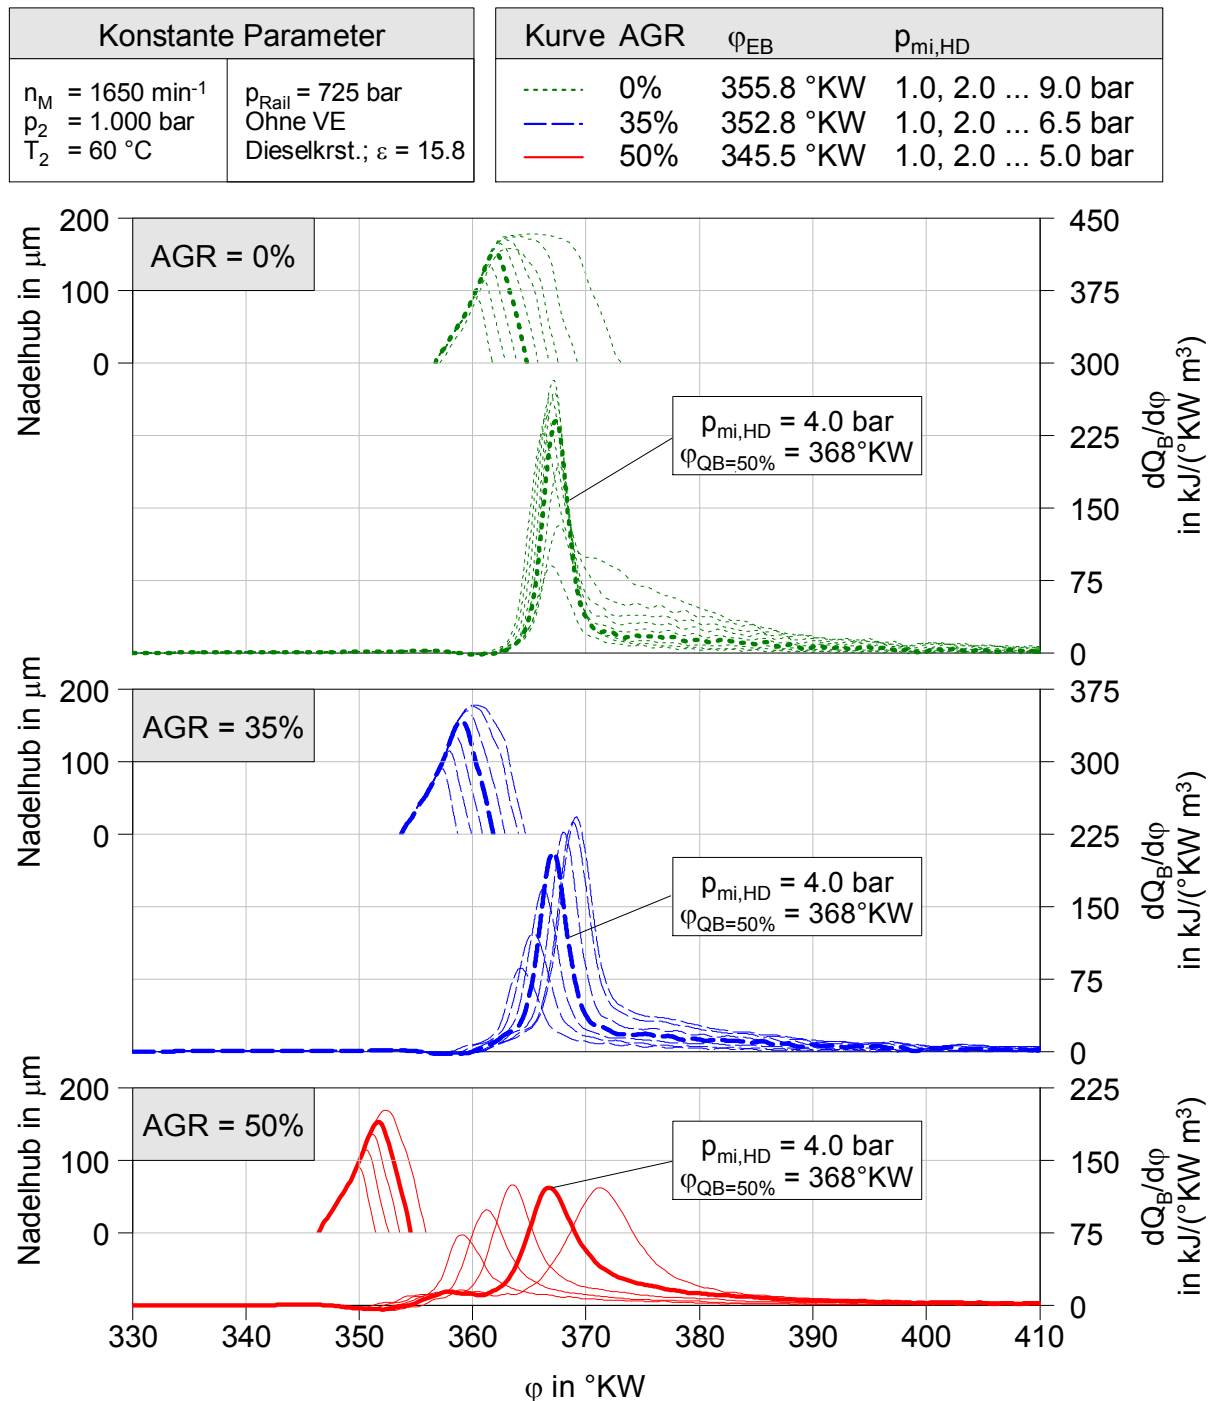 Konstante Parameter
n_M = 1650 min⁻¹
p₂ = 1.000 bar
T₂ = 60 °C
p_Rail = 725 bar
Ohne VE
Dieselkrst.; ε = 15.8
Kurve AGR φ_EB p_mi,HD
0% 355.8 °KW 1.0, 2.0 ... 9.0 bar
35% 352.8 °KW 1.0, 2.0 ... 6.5 bar
50% 345.5 °KW 1.0, 2.0 ... 5.0 bar
Nadelhub in μm
200
100
0
AGR = 0%
p_mi,HD = 4.0 bar
φ_QB=50% = 368°KW
450
375
300
225
150
75
0
dQ_B/dφ
in kJ/(°KW m³)
Nadelhub in μm
200
100
0
AGR = 35%
p_mi,HD = 4.0 bar
φ_QB=50% = 368°KW
375
300
225
150
75
0
dQ_B/dφ
in kJ/(°KW m³)
Nadelhub in μm
200
100
0
AGR = 50%
p_mi,HD = 4.0 bar
φ_QB=50% = 368°KW
225
150
75
0
dQ_B/dφ
in kJ/(°KW m³)
330 340 350 360 370 380 390 400 410
φ in °KW